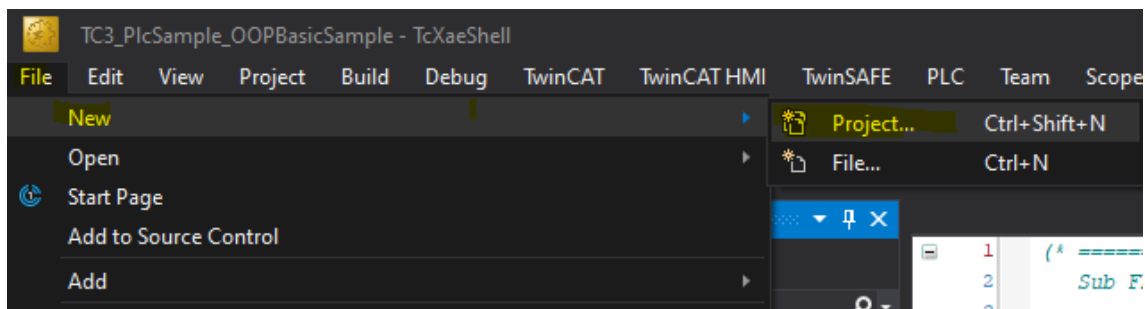 TC3_PlcSample_OOPBasicSample - TcXaeShell
File Edit View Project Build Debug TwinCAT TwinCAT HMI TwinSAFE PLC Team Scope
New
Project... Ctrl+Shift+N
Open
File... Ctrl+N
Start Page
Add to Source Control
1 (* ======
Add
2 Sub